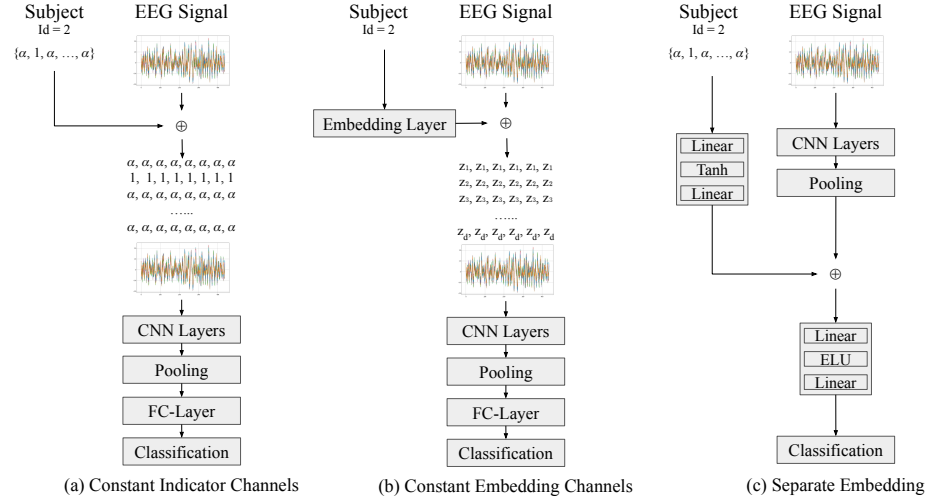 Subject
Id = 2
{α, 1, α, …, α}
EEG Signal
⊕
α, α, α, α, α, α, α, α
1, 1, 1, 1, 1, 1, 1, 1
α, α, α, α, α, α, α, α
…...
α, α, α, α, α, α, α, α
CNN Layers
Pooling
FC-Layer
Classification
(a) Constant Indicator Channels
Subject
Id = 2
EEG Signal
Embedding Layer
⊕
z₁, z₁, z₁, z₁, z₁, z₁
z₂, z₂, z₂, z₂, z₂, z₂
z₃, z₃, z₃, z₃, z₃, z₃
…...
z_d, z_d, z_d, z_d, z_d, z_d
CNN Layers
Pooling
FC-Layer
Classification
(b) Constant Embedding Channels
Subject
Id = 2
{α, 1, α, …, α}
EEG Signal
Linear
Tanh
Linear
CNN Layers
Pooling
⊕
Linear
ELU
Linear
Classification
(c) Separate Embedding